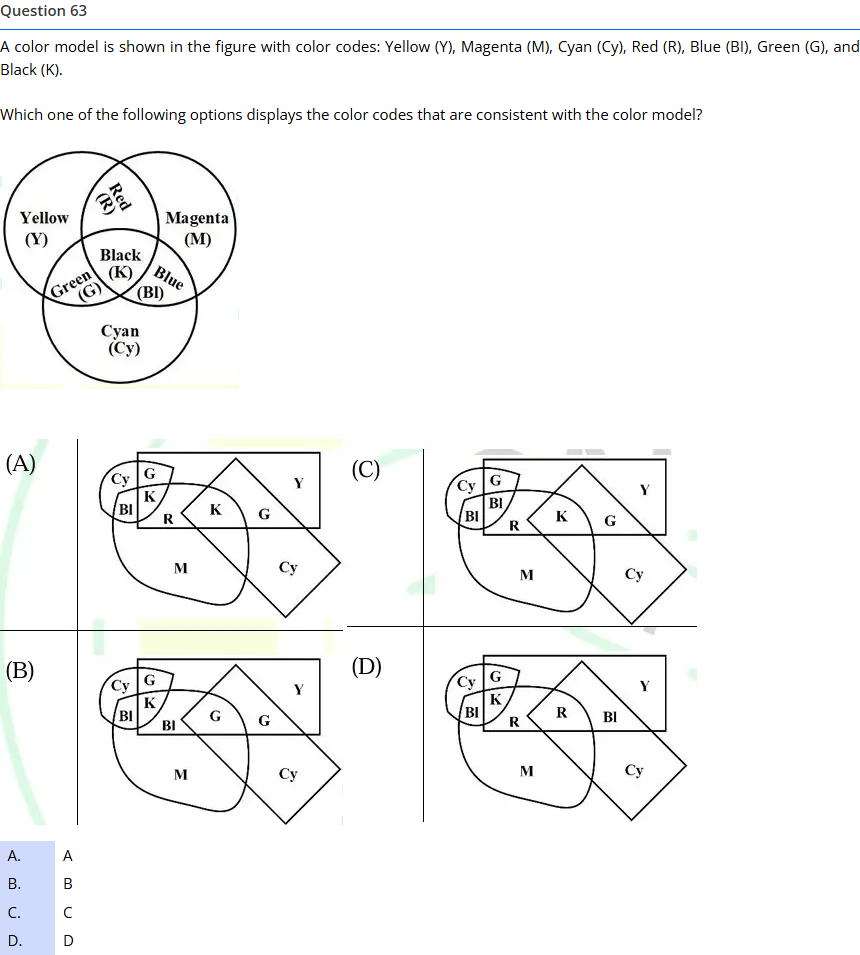 Question 63
A color model is shown in the figure with color codes: Yellow (Y), Magenta (M), Cyan (Cy), Red (R), Blue (Bl), Green (G), and
Black (K).
Which one of the following options displays the color codes that are consistent with the color model?
Red
(R)
Yellow
(Y)
Magenta
(M)
Black
(K)
Green
(G)
Blue
(Bl)
Cyan
(Cy)
(A)
Cy G
K
Bl
R
K
G
Y
M
Cy
(C)
Cy G
Bl
Bl
R
K
G
Y
M
Cy
(B)
Cy G
K
Bl
Bl
G
G
Y
M
Cy
(D)
Cy G
K
Bl
R
R
Bl
Y
M
Cy
A. A
B. B
C. C
D. D